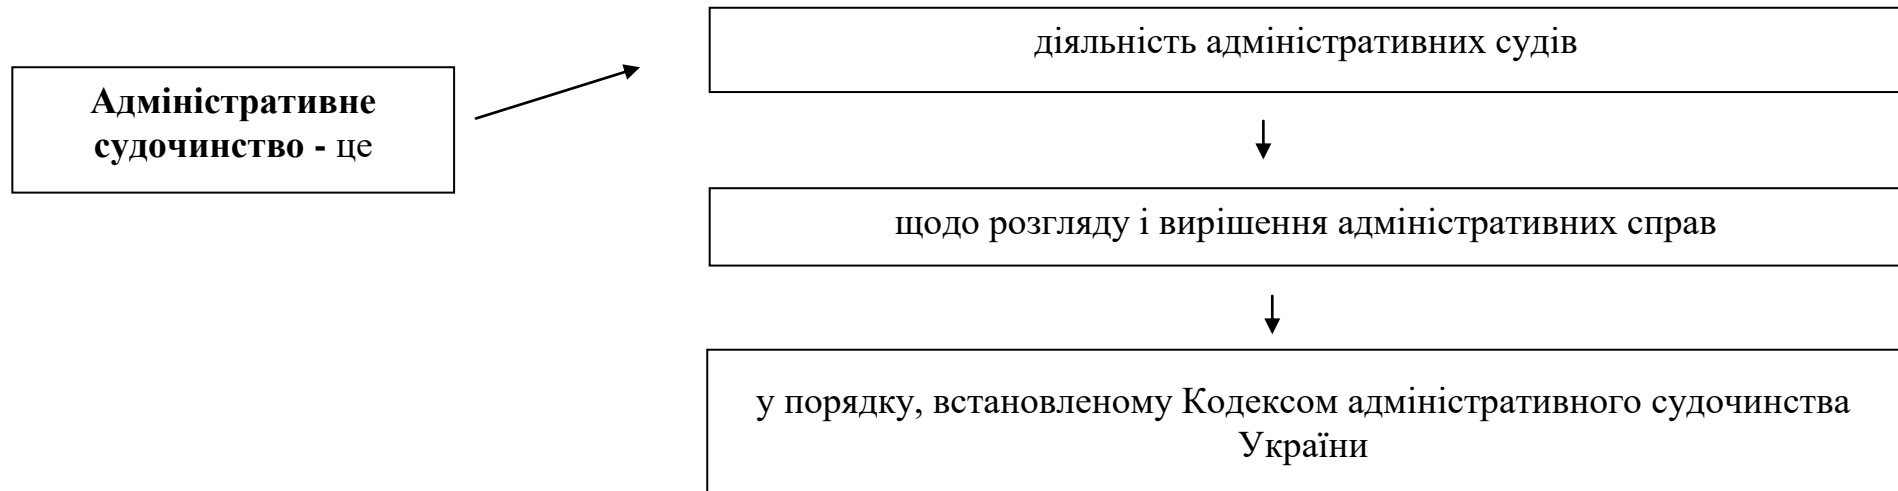 Адміністративне
судочинство - це
діяльність адміністративних судів
щодо розгляду і вирішення адміністративних справ
у порядку, встановленому Кодексом адміністративного судочинства
України